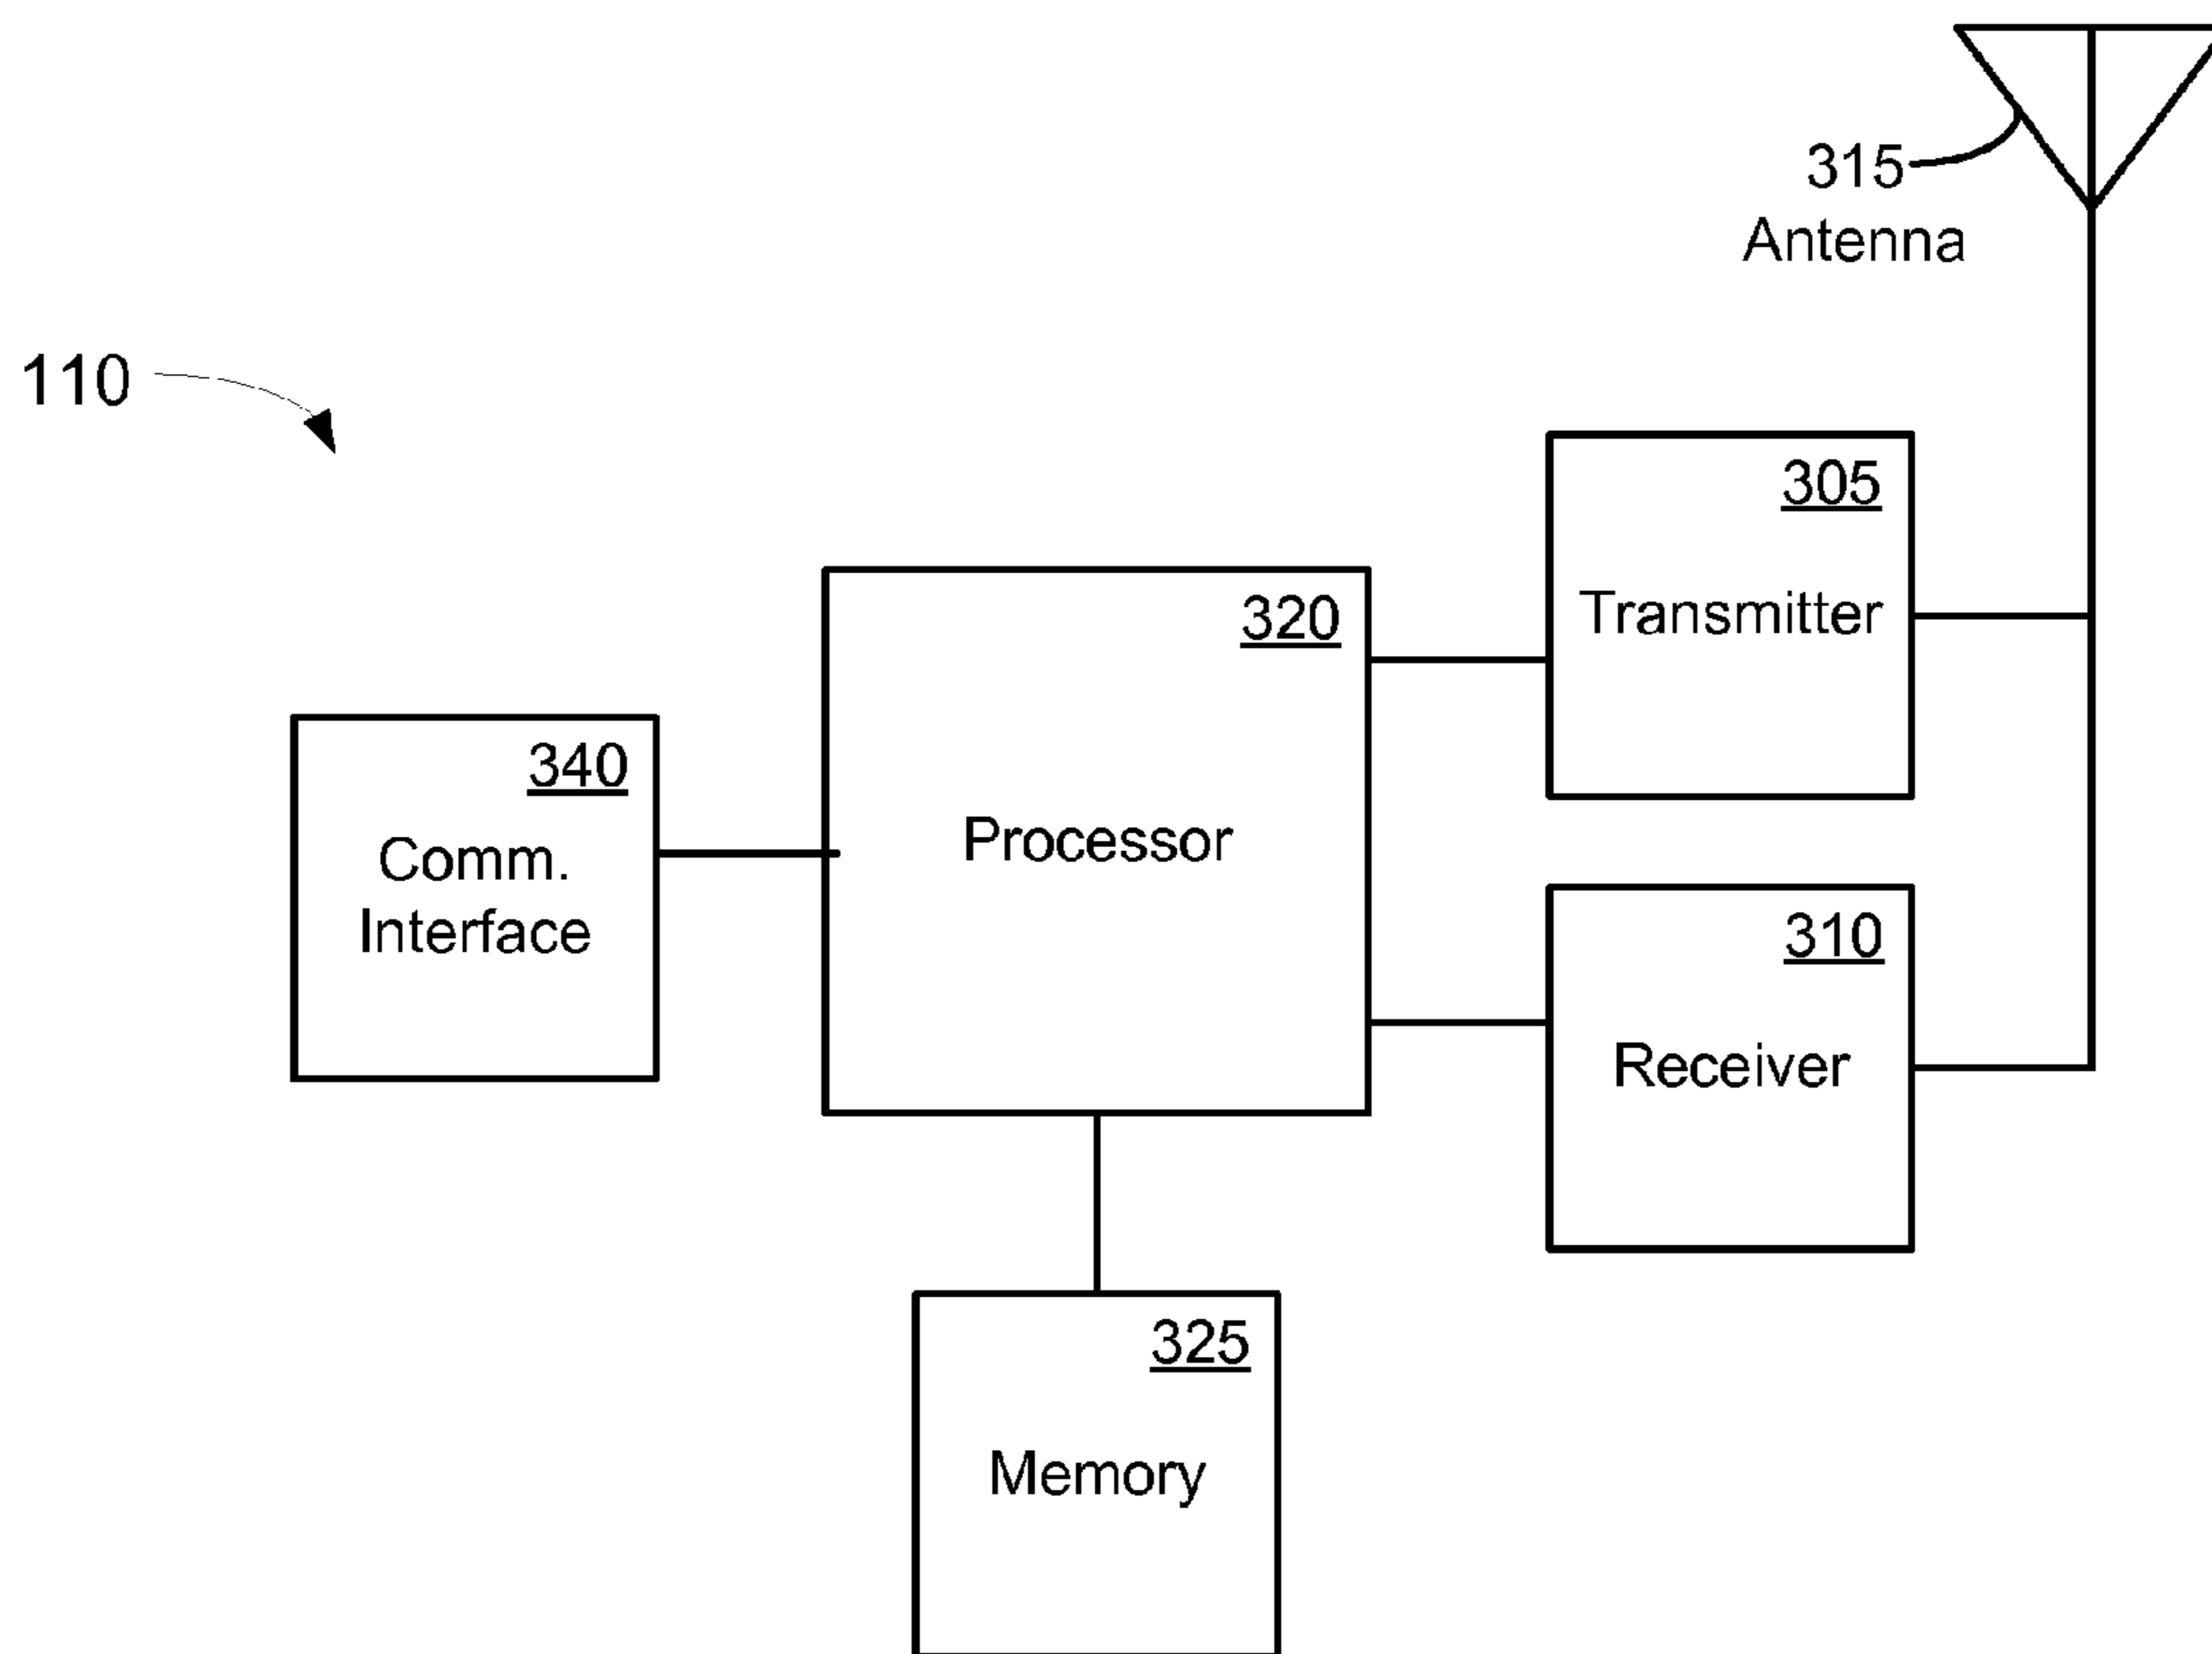 315
Antenna
110
305
Transmitter
320
Processor
340
Comm.
Interface
310
Receiver
325
Memory